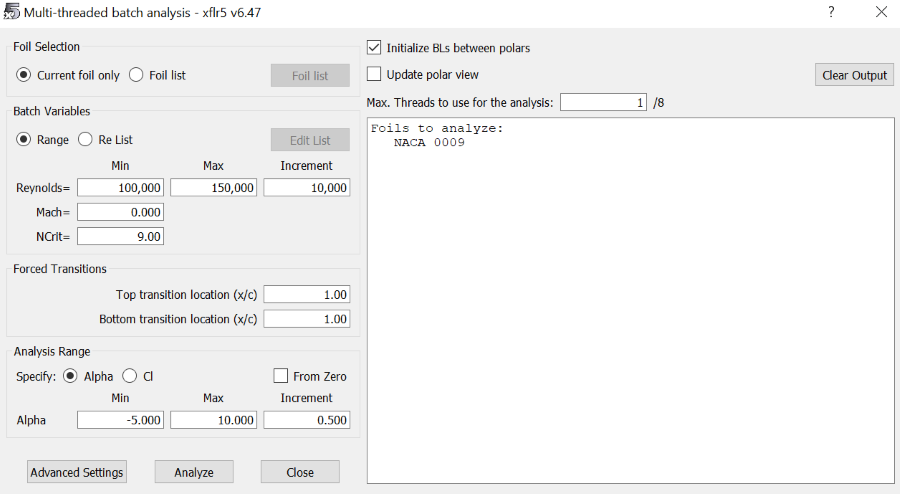 Multi-threaded batch analysis - xflr5 v6.47
Foil Selection
Current foil only Foil list Foil list
Batch Variables
Range Re List Edit List
Min Max Increment
Reynolds= 100,000 150,000 10,000
Mach= 0.000
NCrit= 9.00
Forced Transitions
Top transition location (x/c) 1.00
Bottom transition location (x/c) 1.00
Analysis Range
Specify: Alpha Cl From Zero
Min Max Increment
Alpha -5.000 10.000 0.500
Advanced Settings Analyze Close
Initialize BLs between polars
Update polar view Clear Output
Max. Threads to use for the analysis: 1 /8
Foils to analyze:
NACA 0009